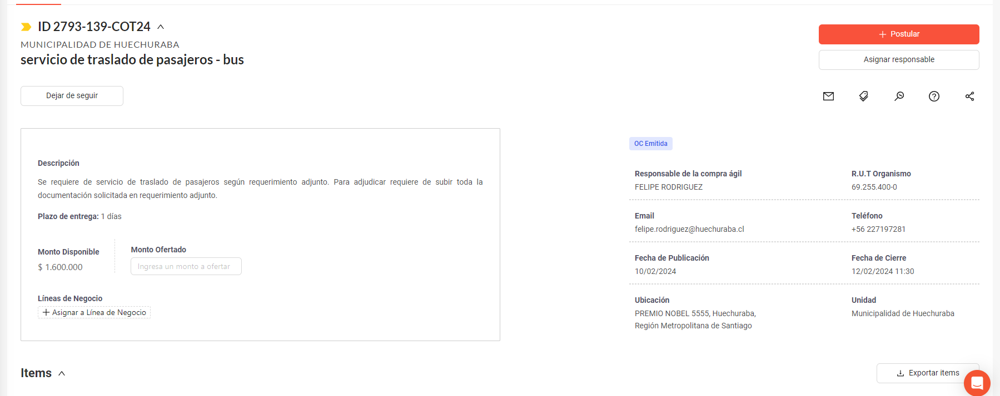 ID 2793-139-COT24
MUNICIPALIDAD DE HUECHURABA
servicio de traslado de pasajeros - bus
Postular
Asignar responsable
Dejar de seguir
Descripción
Se requiere de servicio de traslado de pasajeros según requerimiento adjunto. Para adjudicar requiere de subir toda la
documentación solicitada en requerimiento adjunto.
Plazo de entrega: 1 días
Monto Disponible
$ 1.600.000
Monto Ofertado
Ingresa un monto a ofertar
Líneas de Negocio
+ Asignar a Línea de Negocio
OC Emitida
Responsable de la compra ágil
FELIPE RODRIGUEZ
R.U.T Organismo
69.255.400-0
Email
felipe.rodriguez@huechuraba.cl
Teléfono
+56 227197281
Fecha de Publicación
10/02/2024
Fecha de Cierre
12/02/2024 11:30
Ubicación
PREMIO NOBEL 5555, Huechuraba,
Región Metropolitana de Santiago
Unidad
Municipalidad de Huechuraba
Items
Exportar items